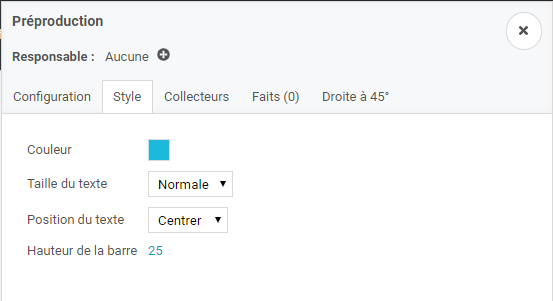 Préproduction
Responsable : Aucune
Configuration Style Collecteurs Faits (0) Droite à 45°
Couleur
Taille du texte Normale
Position du texte Centrer
Hauteur de la barre 25